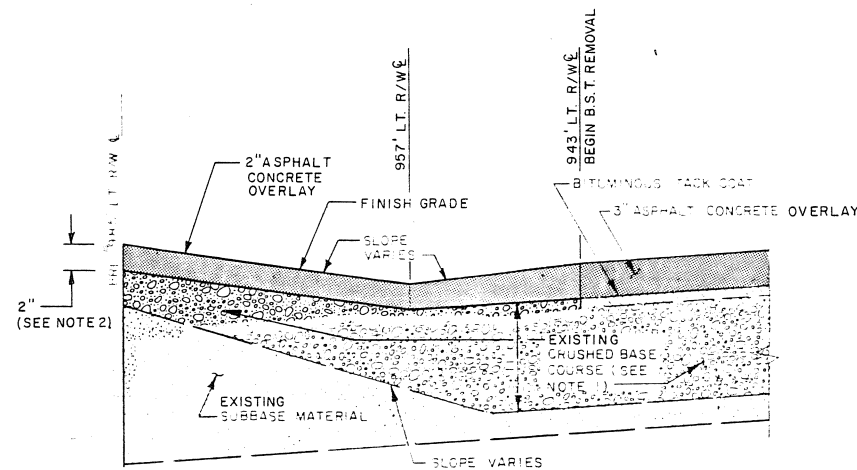 957' LT. R/W ℄
943' LT. R/W ℄
BEGIN B.S.T. REMOVAL
LT R/W ℄
2" ASPHALT
CONCRETE
OVERLAY
FINISH GRADE
SLOPE
VARIES
BITUMINOUS TACK COAT
3" ASPHALT CONCRETE OVERLAY
2"
(SEE NOTE 2)
EXISTING
CRUSHED BASE
COURSE (SEE
NOTE 1)
EXISTING
SUBBASE MATERIAL
SLOPE VARIES